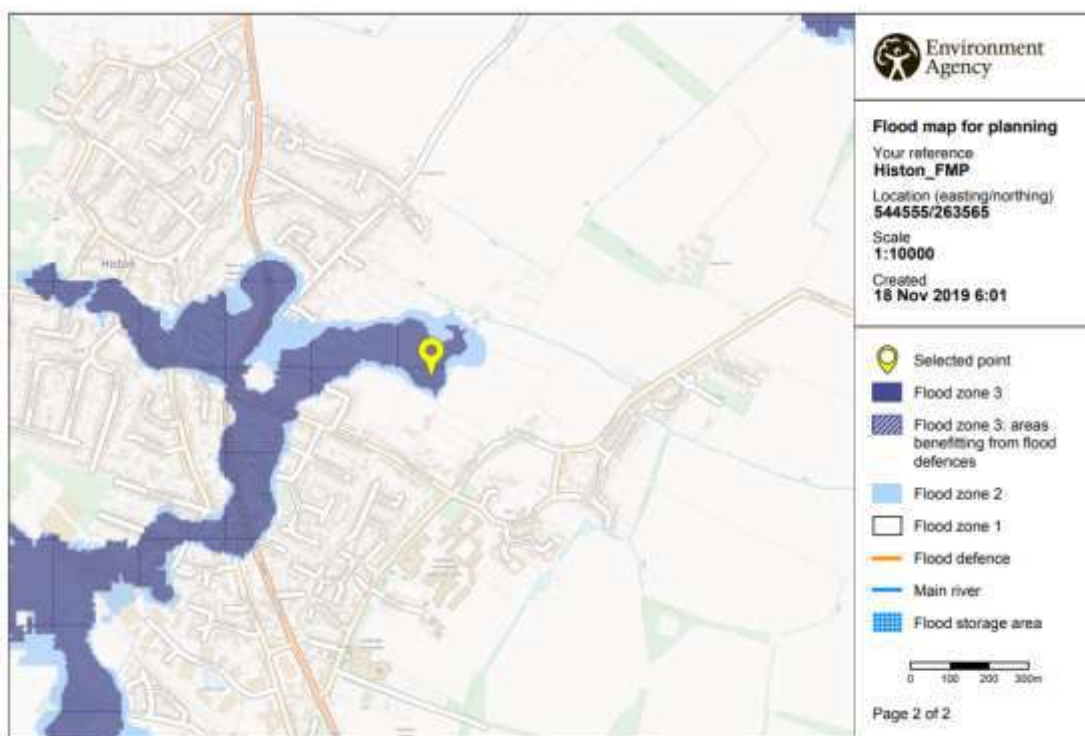 Histon
Environment
Agency
Flood map for planning
Your reference
Histon_FMP
Location (easting/northing)
544555/263565
Scale
1:10000
Created
18 Nov 2019 6:01
Selected point
Flood zone 3
Flood zone 3: areas
benefitting from flood
defences
Flood zone 2
Flood zone 1
Flood defence
Main river
Flood storage area
0 100 200 300m
Page 2 of 2